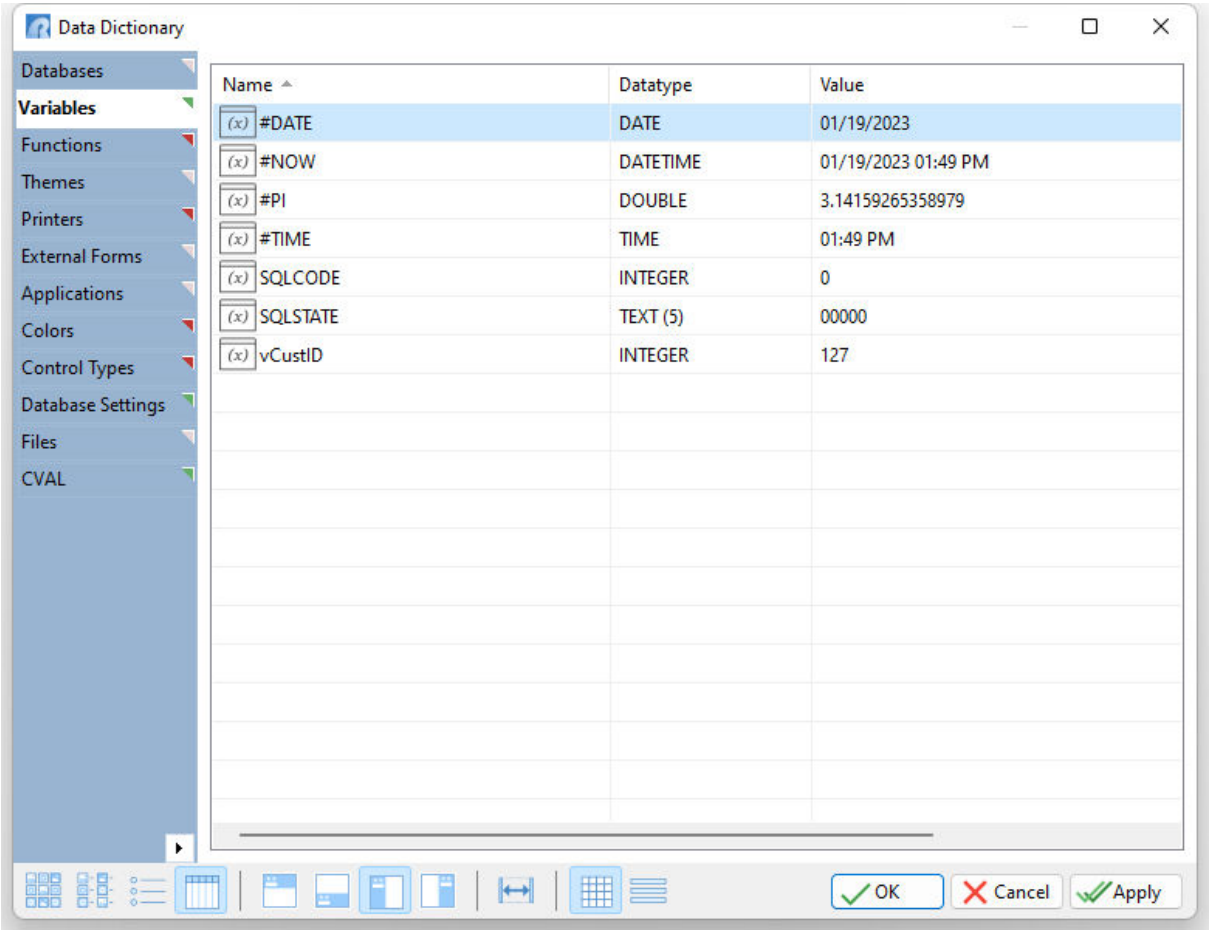 Data Dictionary
Databases
Variables
Functions
Themes
Printers
External Forms
Applications
Colors
Control Types
Database Settings
Files
CVAL
Name Datatype Value
(x) #DATE DATE 01/19/2023
(x) #NOW DATETIME 01/19/2023 01:49 PM
(x) #PI DOUBLE 3.14159265358979
(x) #TIME TIME 01:49 PM
(x) SQLCODE INTEGER 0
(x) SQLSTATE TEXT (5) 00000
(x) vCustID INTEGER 127
OK Cancel Apply